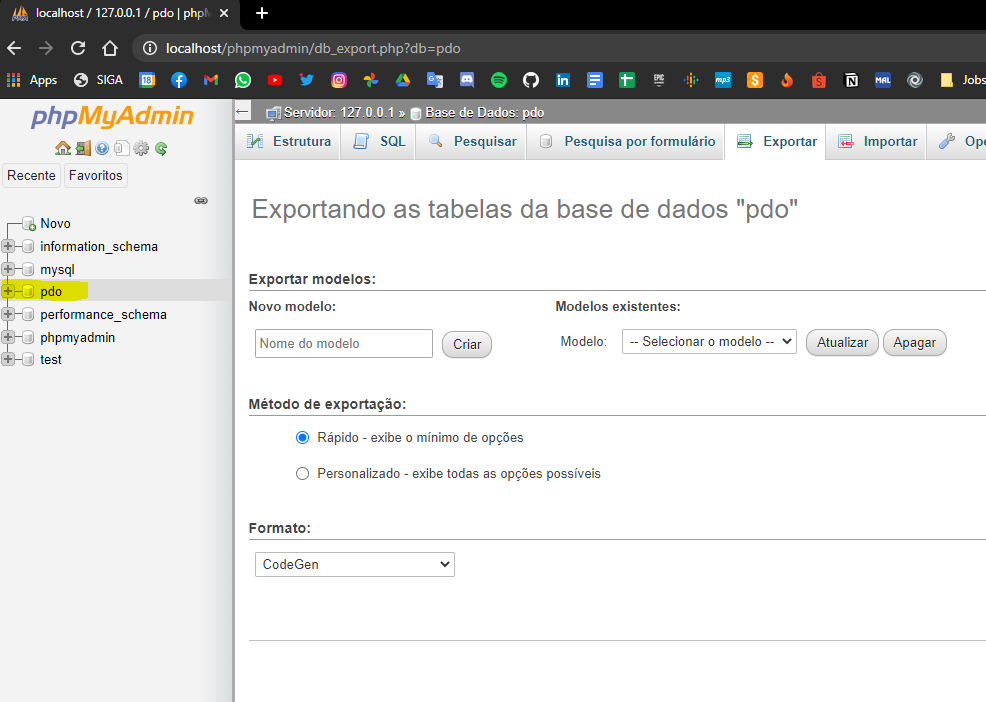 localhost / 127.0.0.1 / pdo | phpM
localhost/phpmyadmin/db_export.php?db=pdo
Apps SIGA 18 EPIC mp3 MAL Jobs
phpMyAdmin
Servidor: 127.0.0.1 » Base de Dados: pdo
Estrutura SQL Pesquisar Pesquisa por formulário Exportar Importar Ope
Recente Favoritos
Novo
information_schema
mysql
pdo
performance_schema
phpmyadmin
test
Exportando as tabelas da base de dados "pdo"
Exportar modelos:
Novo modelo: Modelos existentes:
Nome do modelo Criar Modelo: -- Selecionar o modelo -- Atualizar Apagar
Método de exportação:
Rápido - exibe o mínimo de opções
Personalizado - exibe todas as opções possíveis
Formato:
CodeGen